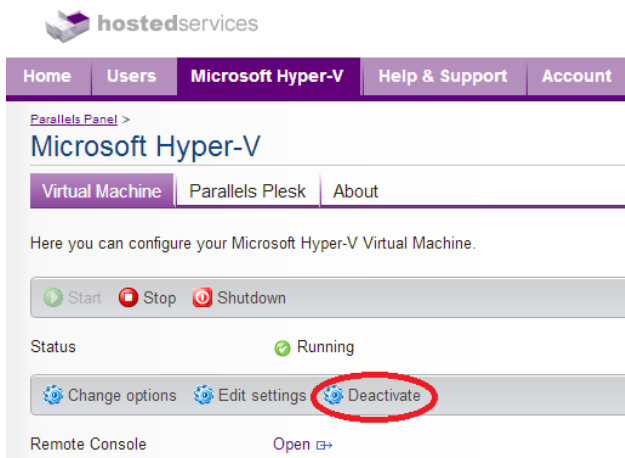 hostedservices
Home Users Microsoft Hyper-V Help & Support Account
Parallels Panel >
Microsoft Hyper-V
Virtual Machine Parallels Plesk About
Here you can configure your Microsoft Hyper-V Virtual Machine.
Start Stop Shutdown
Status Running
Change options Edit settings Deactivate
Remote Console Open